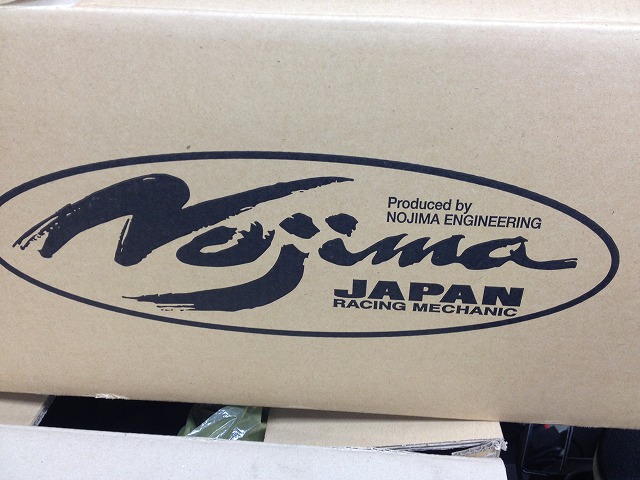 Produced by
NOJIMA ENGINEERING
Nojima
JAPAN
RACING MECHANIC